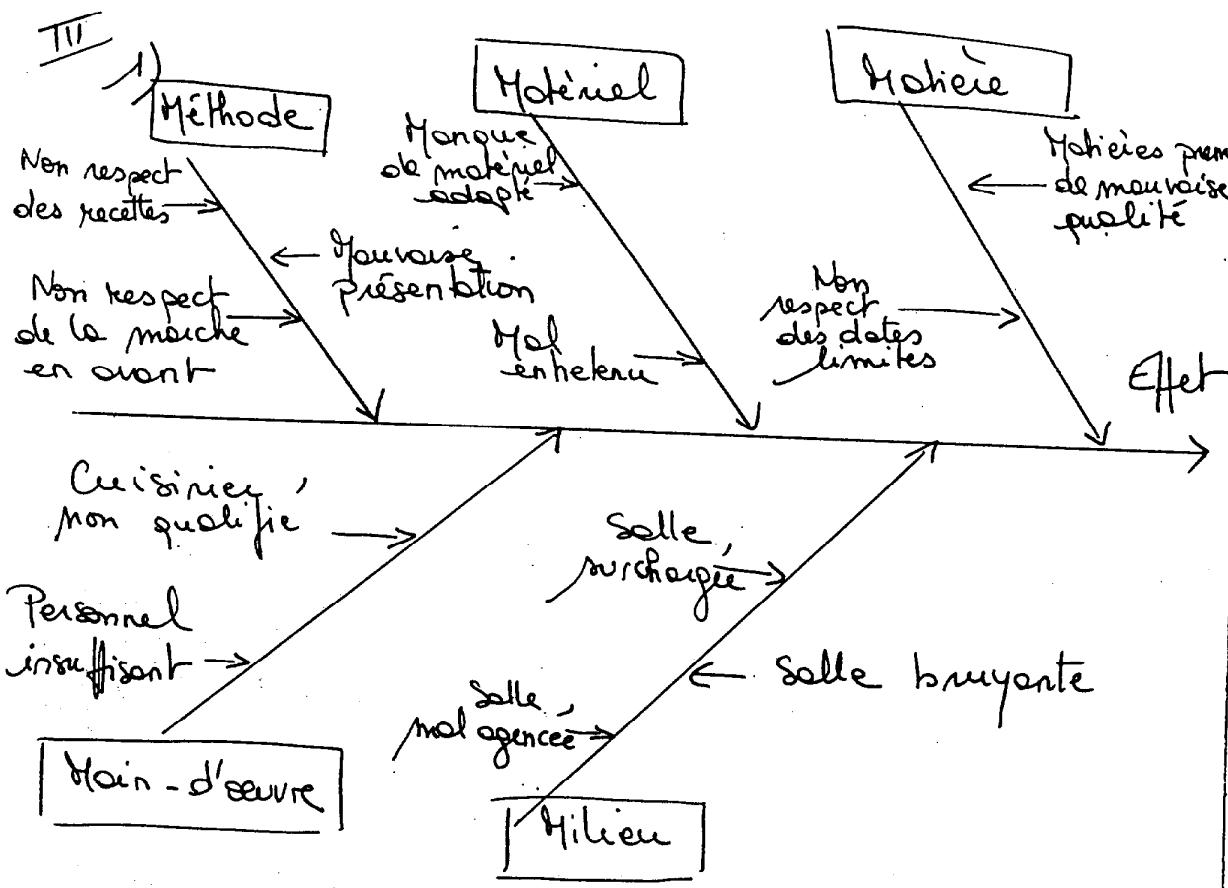 III
1)
Méthode
Matériel
Matière
Non respect
des recettes
Mauvaise
présentation
Non respect
de la marche
en avant
Manque
de matériel
adapté
Mal
entretenu
Matières prem
de mauvaise
qualité
Non
respect
des dates
limites
Effet
Cuisinier
non qualifié
Personnel
insuffisant
Main-d'œuvre
Salle
surchargée
Salle bruyante
Salle
mal agencée
Milieu